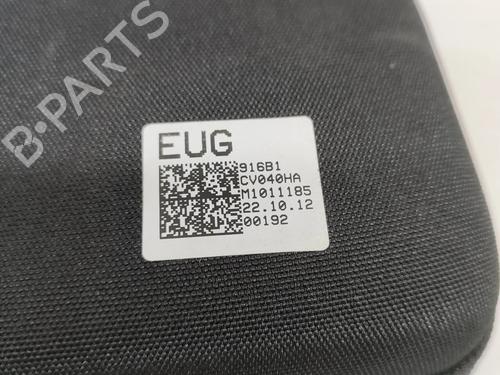 B·PARTS
EUG
916B1
CV040HA
M1011185
22.10.12
00192